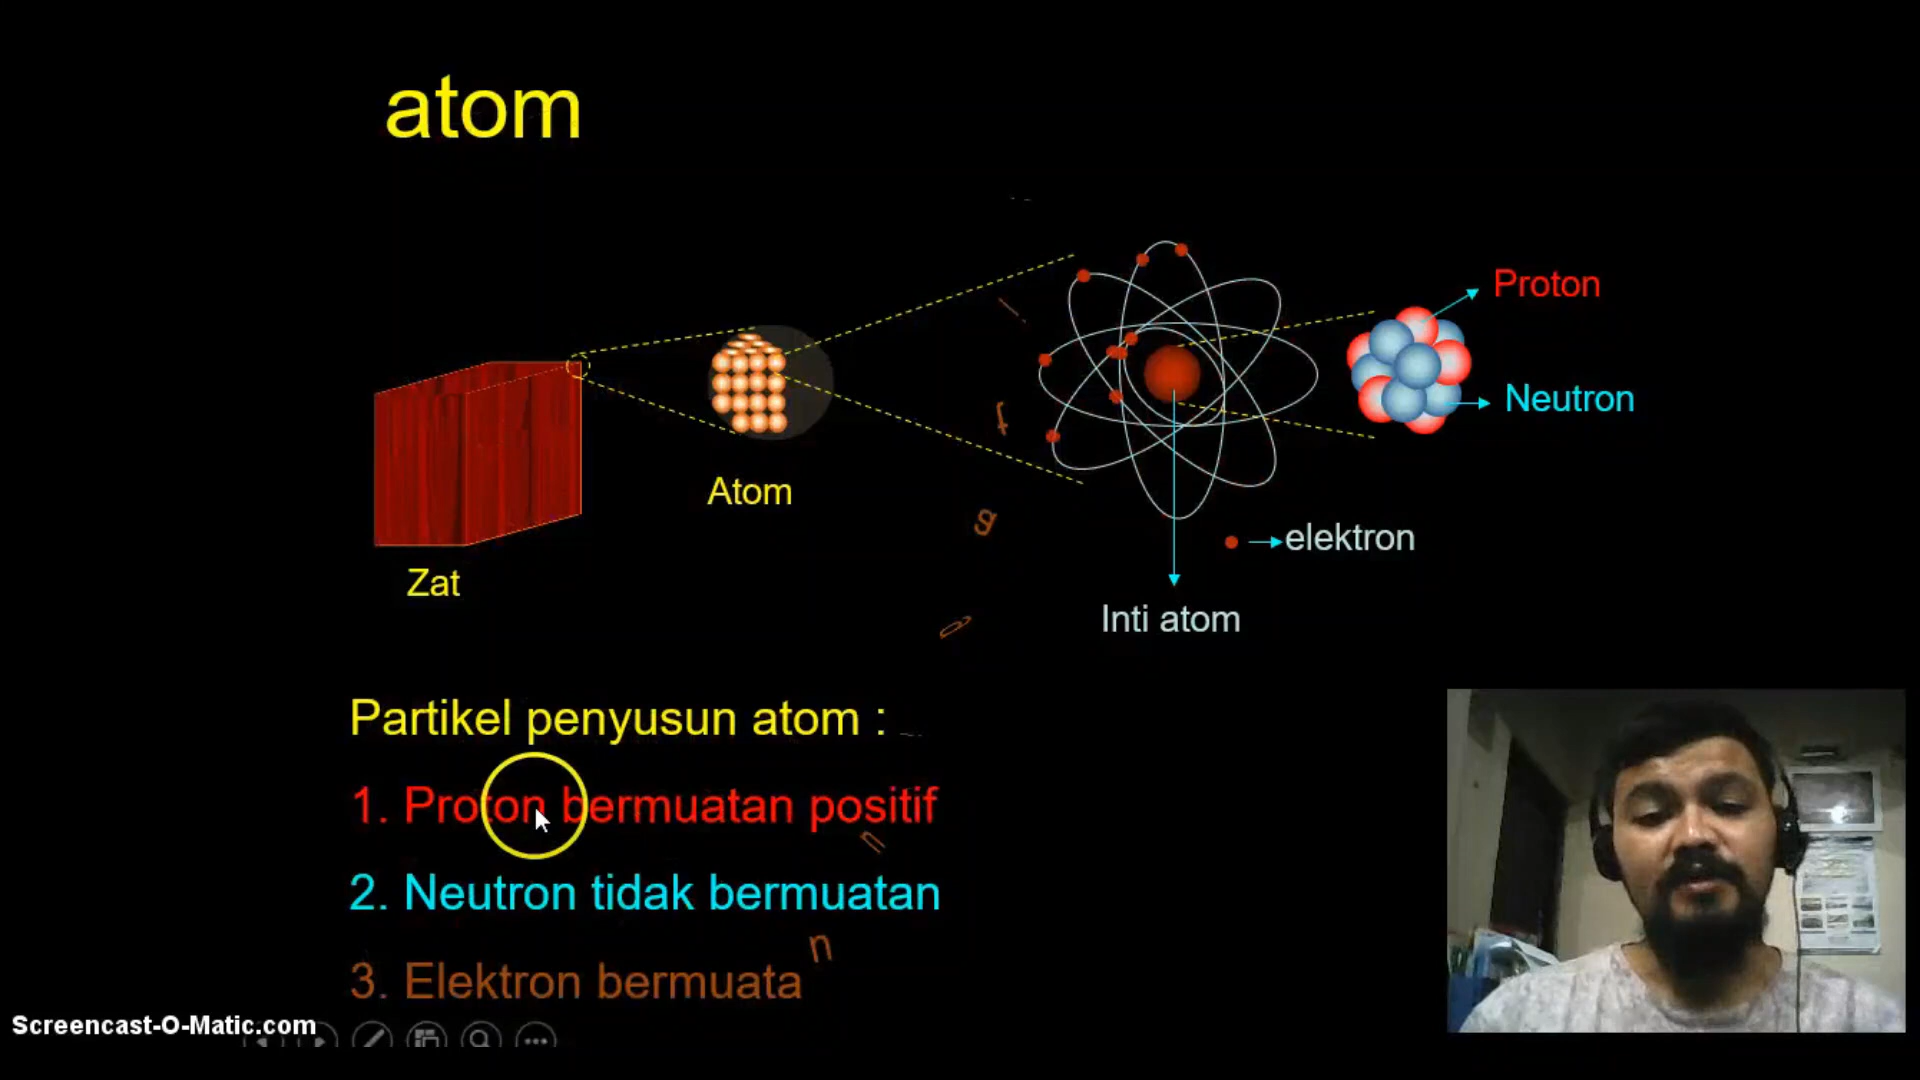 atom
Proton
Neutron
Atom
elektron
Zat
Inti atom
Partikel penyusun atom :
1. Proton bermuatan positif
2. Neutron tidak bermuatan
3. Elektron bermuatan
n
e
g
f
Screencast-O-Matic.com